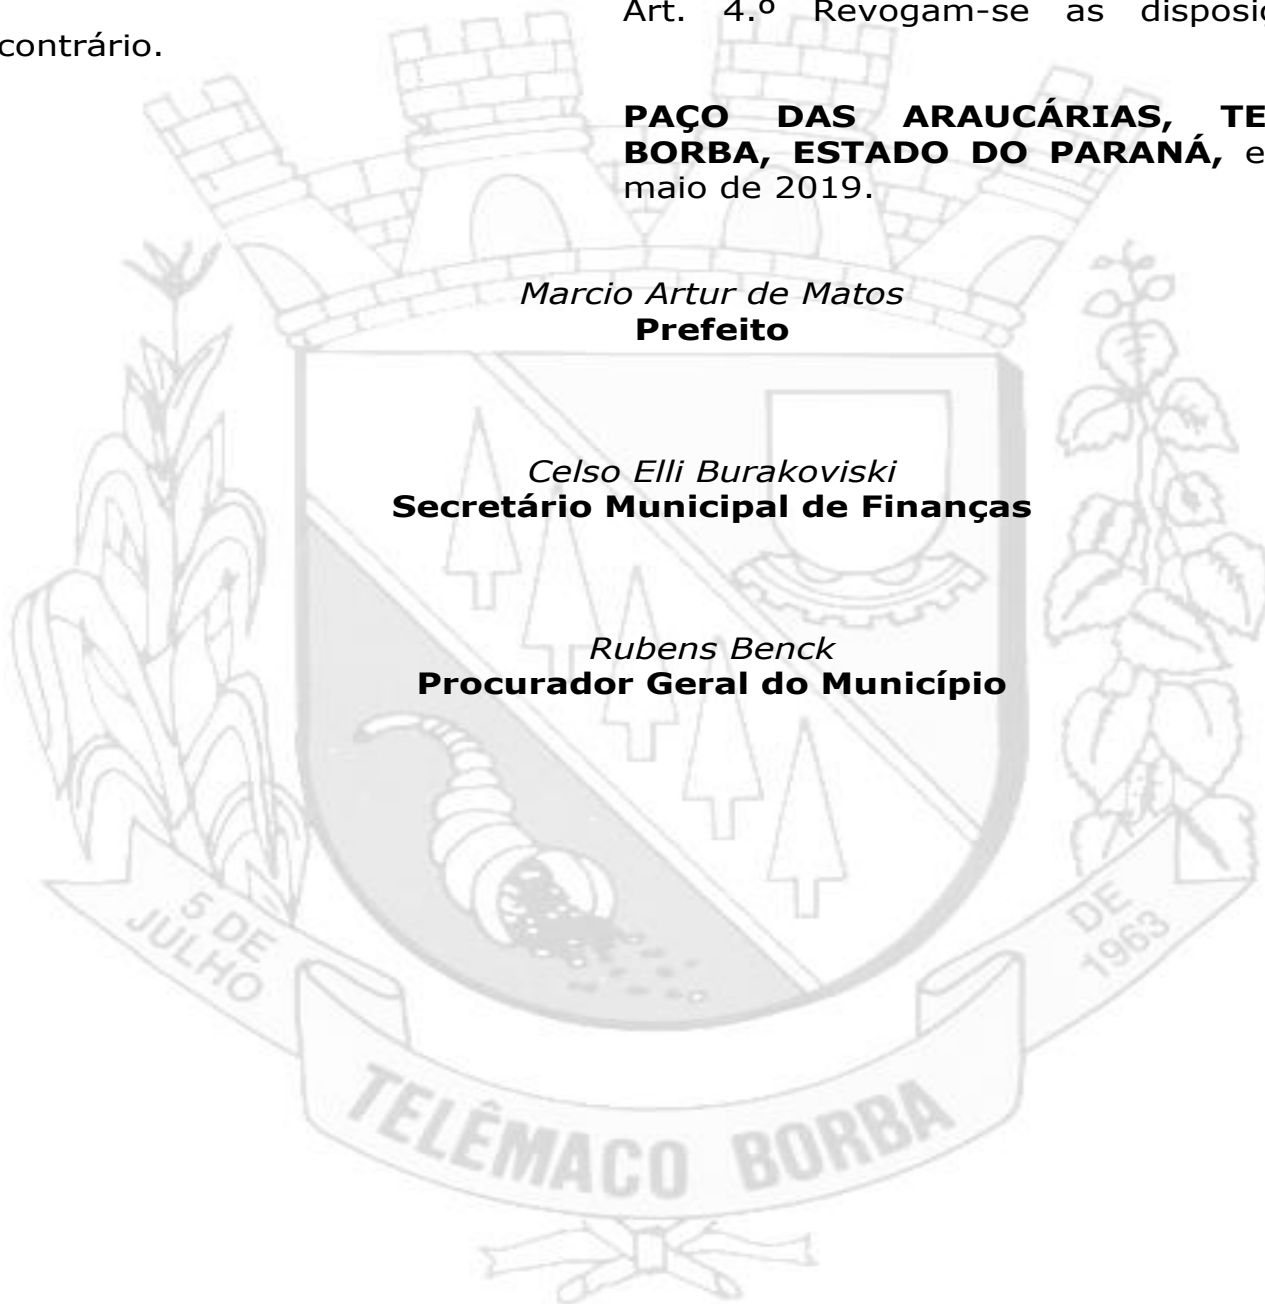 Art. 4.º Revogam-se as disposiç
contrário.
PAÇO DAS ARAUCÁRIAS, TE
BORBA, ESTADO DO PARANÁ, e
maio de 2019.
Marcio Artur de Matos
Prefeito
Celso Elli Burakoviski
Secretário Municipal de Finanças
Rubens Benck
Procurador Geral do Município
5 DE
JULHO
DE
1963
TELÊMACO BORBA